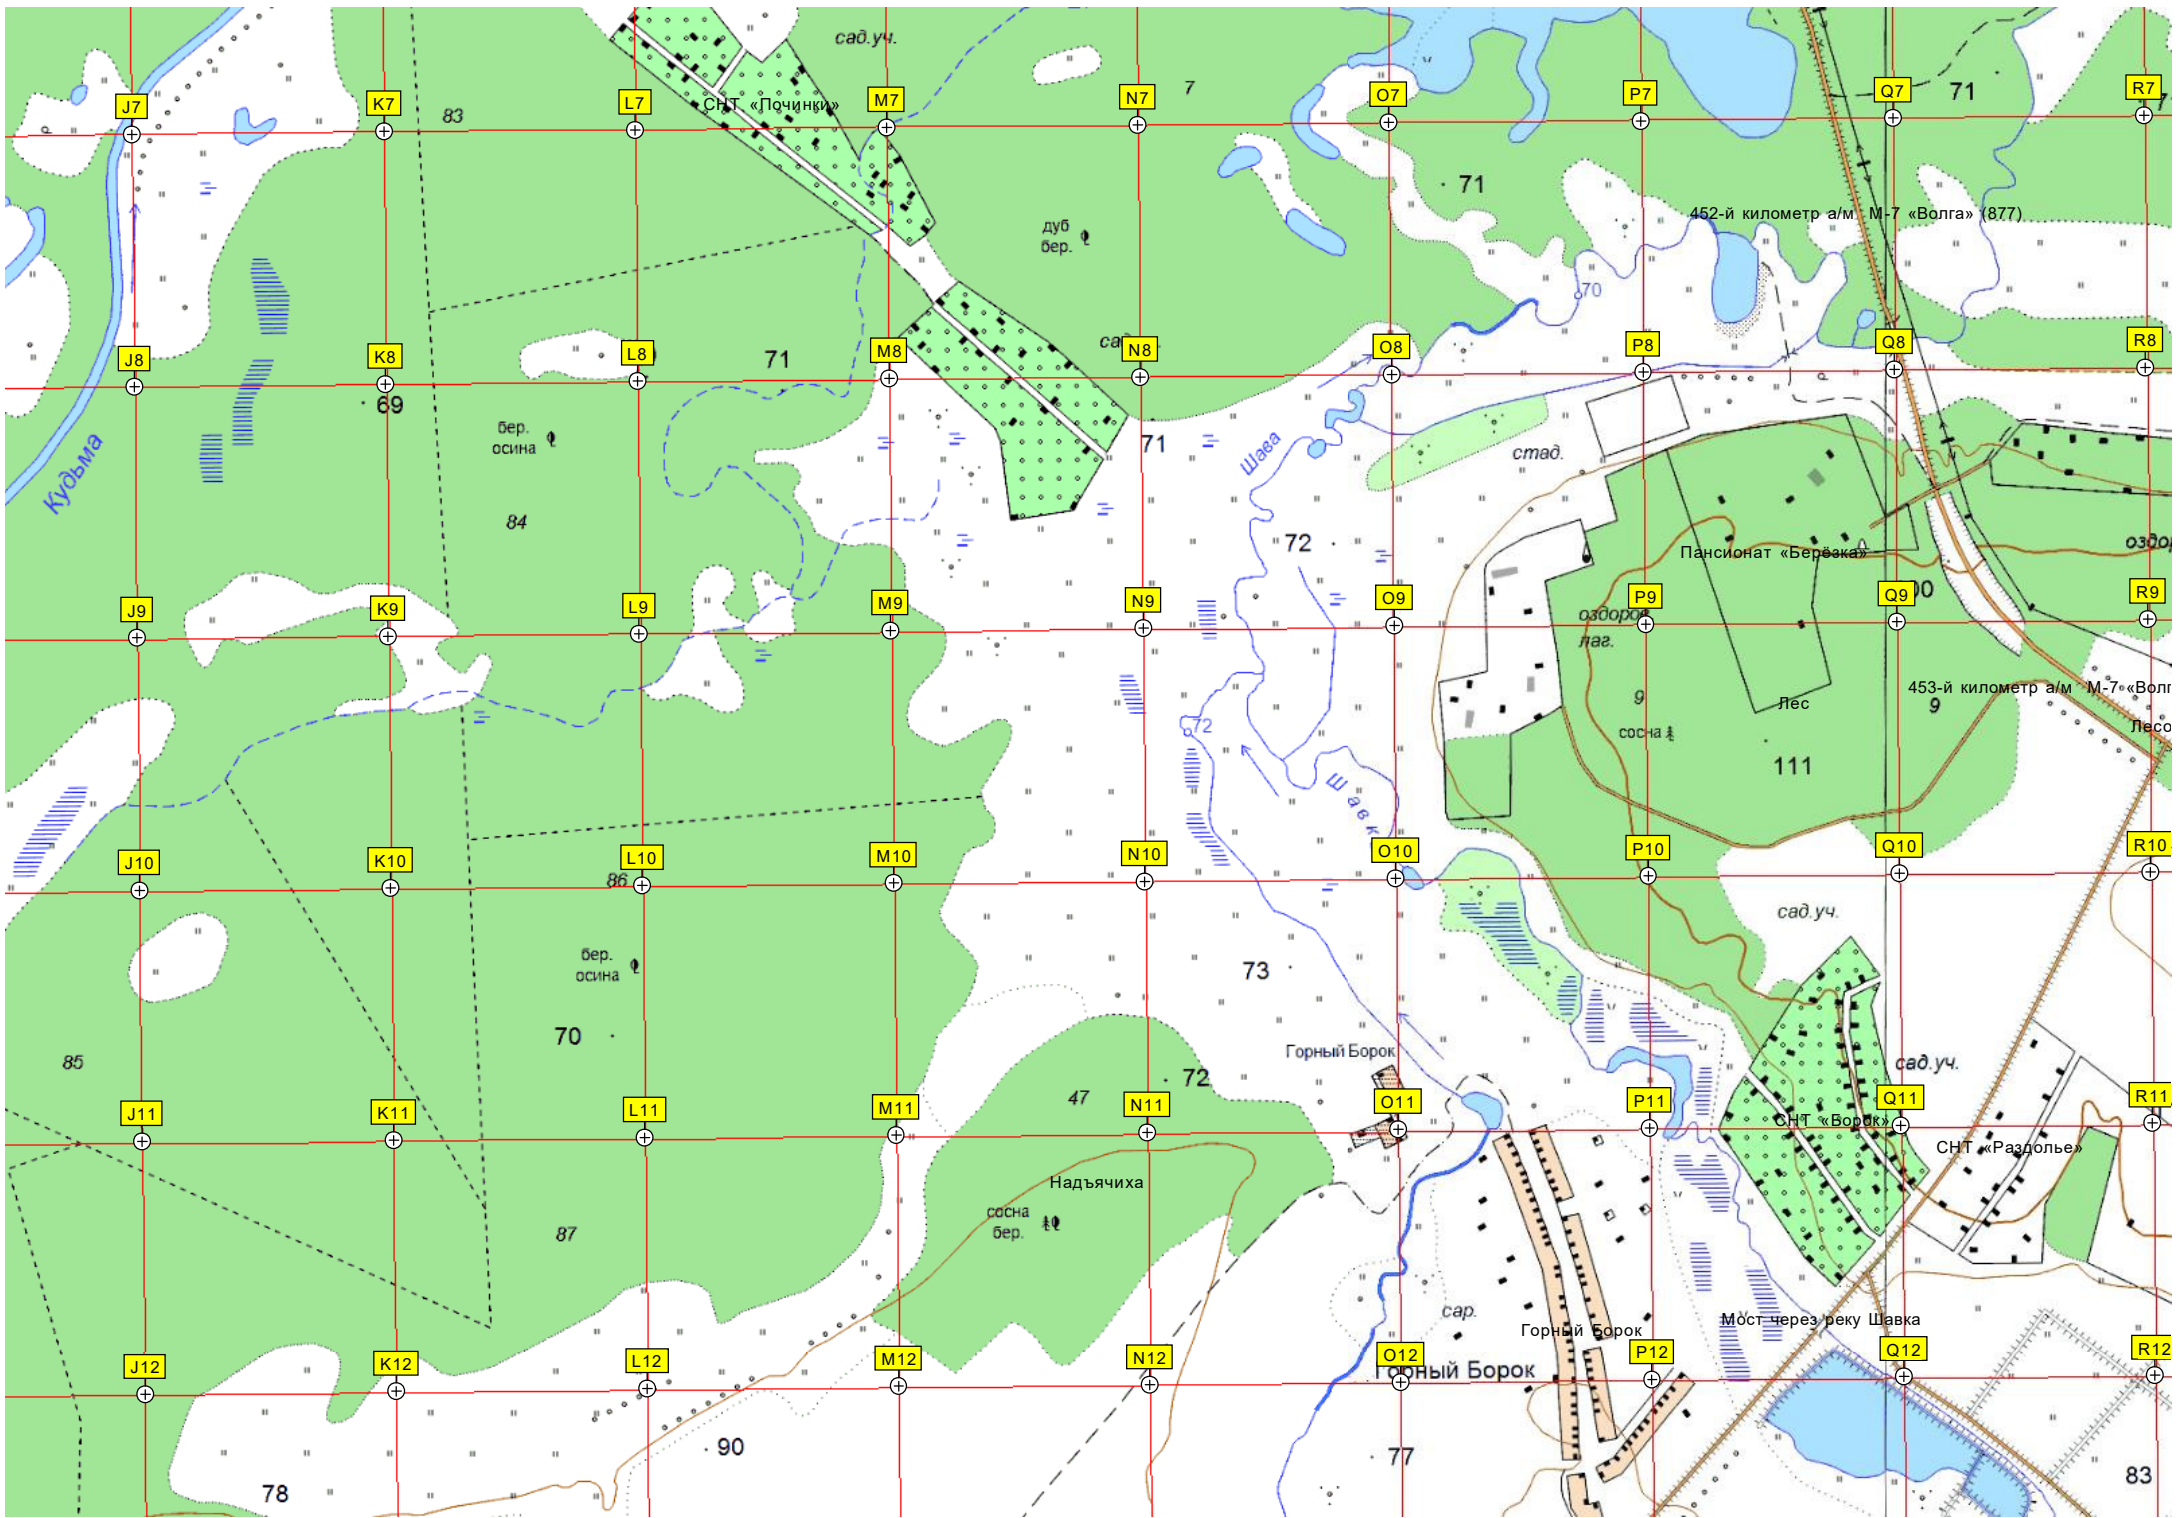 сад.уч.
7
J7
K7
83
L7
СНТ «Починки»
M7
N7
O7
P7
Q7
71
R7
71
452-й километр а/м М-7 «Волга» (877)
дуб
бер.
70
сад
J8
K8
L8
71
M8
N8
O8
P8
Q8
R8
69
бер.
осина
71
Шава
стад.
Кудьма
84
72
Пансионат «Берёзка»
оздор
J9
K9
L9
M9
N9
O9
оздоров
лаг.
P9
Q9
00
R9
9
453-й километр а/м М-7 «Волг
Лес
9
72
сосна
Лесо
111
Шавк
J10
K10
L10
86
M10
N10
O10
P10
Q10
R10
сад.уч.
бер.
осина
73
70
Горный Борок
85
72
47
сад.уч.
J11
K11
L11
M11
N11
O11
P11
Q11
R11
СНТ «Борок»
СНТ «Раздолье»
Надъячиха
87
сосна
бер.
сар.
Горный Борок
Мост через реку Шавка
J12
K12
L12
M12
N12
O12
Горный Борок
P12
Q12
R12
90
77
78
83